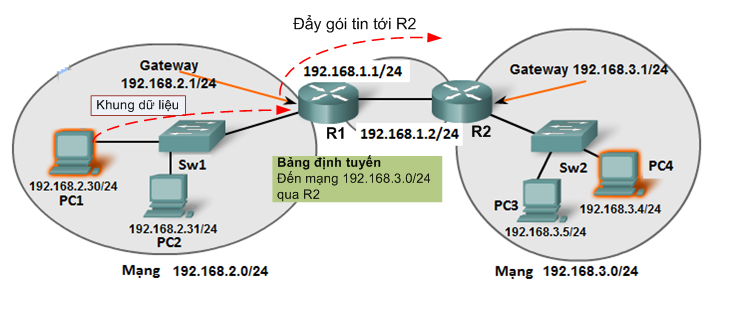 Đẩy gói tin tới R2
Gateway
192.168.2.1/24
192.168.1.1/24
Gateway 192.168.3.1/24
Khung dữ liệu
R1
192.168.1.2/24
R2
Sw1
Bảng định tuyến
Đến mạng 192.168.3.0/24
qua R2
Sw2
PC4
192.168.2.30/24
PC1
192.168.2.31/24
PC2
PC3
192.168.3.4/24
192.168.3.5/24
Mạng 192.168.2.0/24
Mạng 192.168.3.0/24